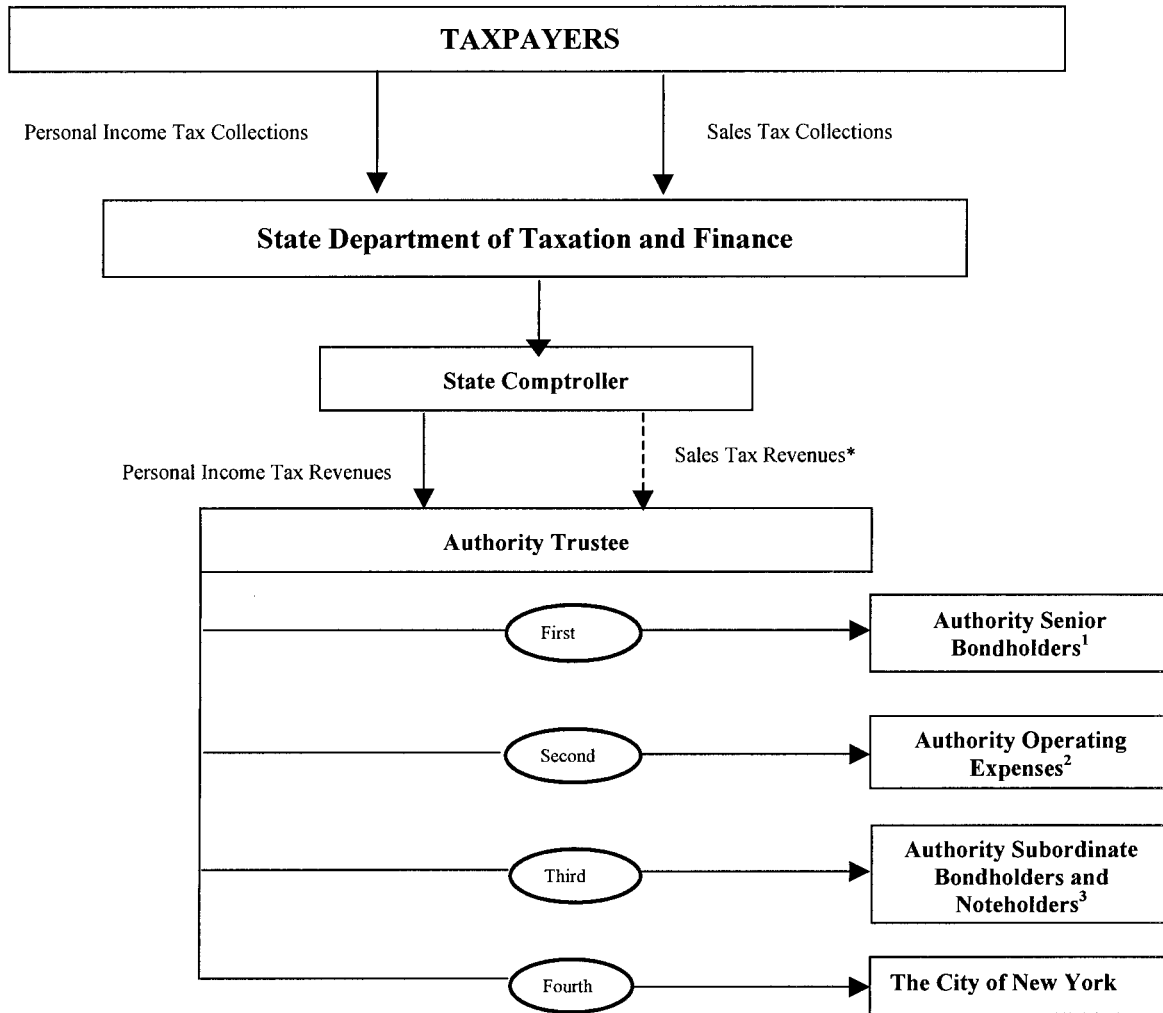 TAXPAYERS
Personal Income Tax Collections
Sales Tax Collections
State Department of Taxation and Finance
State Comptroller
Personal Income Tax Revenues
Sales Tax Revenues*
Authority Trustee
First
Authority Senior
Bondholders¹
Second
Authority Operating
Expenses²
Third
Authority Subordinate
Bondholders and
Noteholders³
Fourth
The City of New York